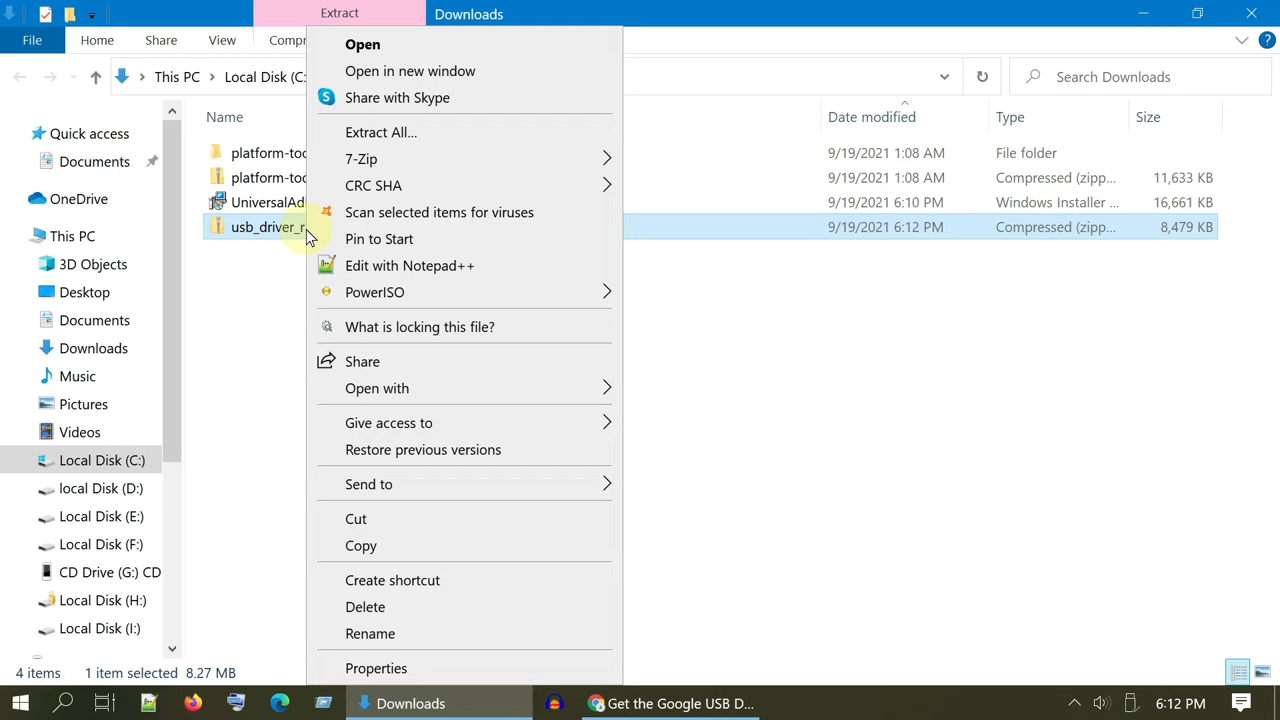 Extract
Downloads
File
Home
Share
View
Compr
This PC
Local Disk (C:
Search Downloads
Name
Date modified
Type
Size
Quick access
Documents
OneDrive
This PC
3D Objects
Desktop
Documents
Downloads
Music
Pictures
Videos
Local Disk (C:)
local Disk (D:)
Local Disk (E:)
Local Disk (F:)
CD Drive (G:) CD
Local Disk (H:)
Local Disk (I:)
platform-too
9/19/2021 1:08 AM
File folder
platform-too
9/19/2021 1:08 AM
Compressed (zipp...
11,633 KB
UniversalAd
9/19/2021 6:10 PM
Windows Installer ...
16,661 KB
usb_driver_r
9/19/2021 6:12 PM
Compressed (zipp...
8,479 KB
Open
Open in new window
Share with Skype
Extract All...
7-Zip
CRC SHA
Scan selected items for viruses
Pin to Start
Edit with Notepad++
PowerISO
What is locking this file?
Share
Open with
Give access to
Restore previous versions
Send to
Cut
Copy
Create shortcut
Delete
Rename
Properties
4 items
1 item selected 8.27 MB
Downloads
Get the Google USB D...
6:12 PM